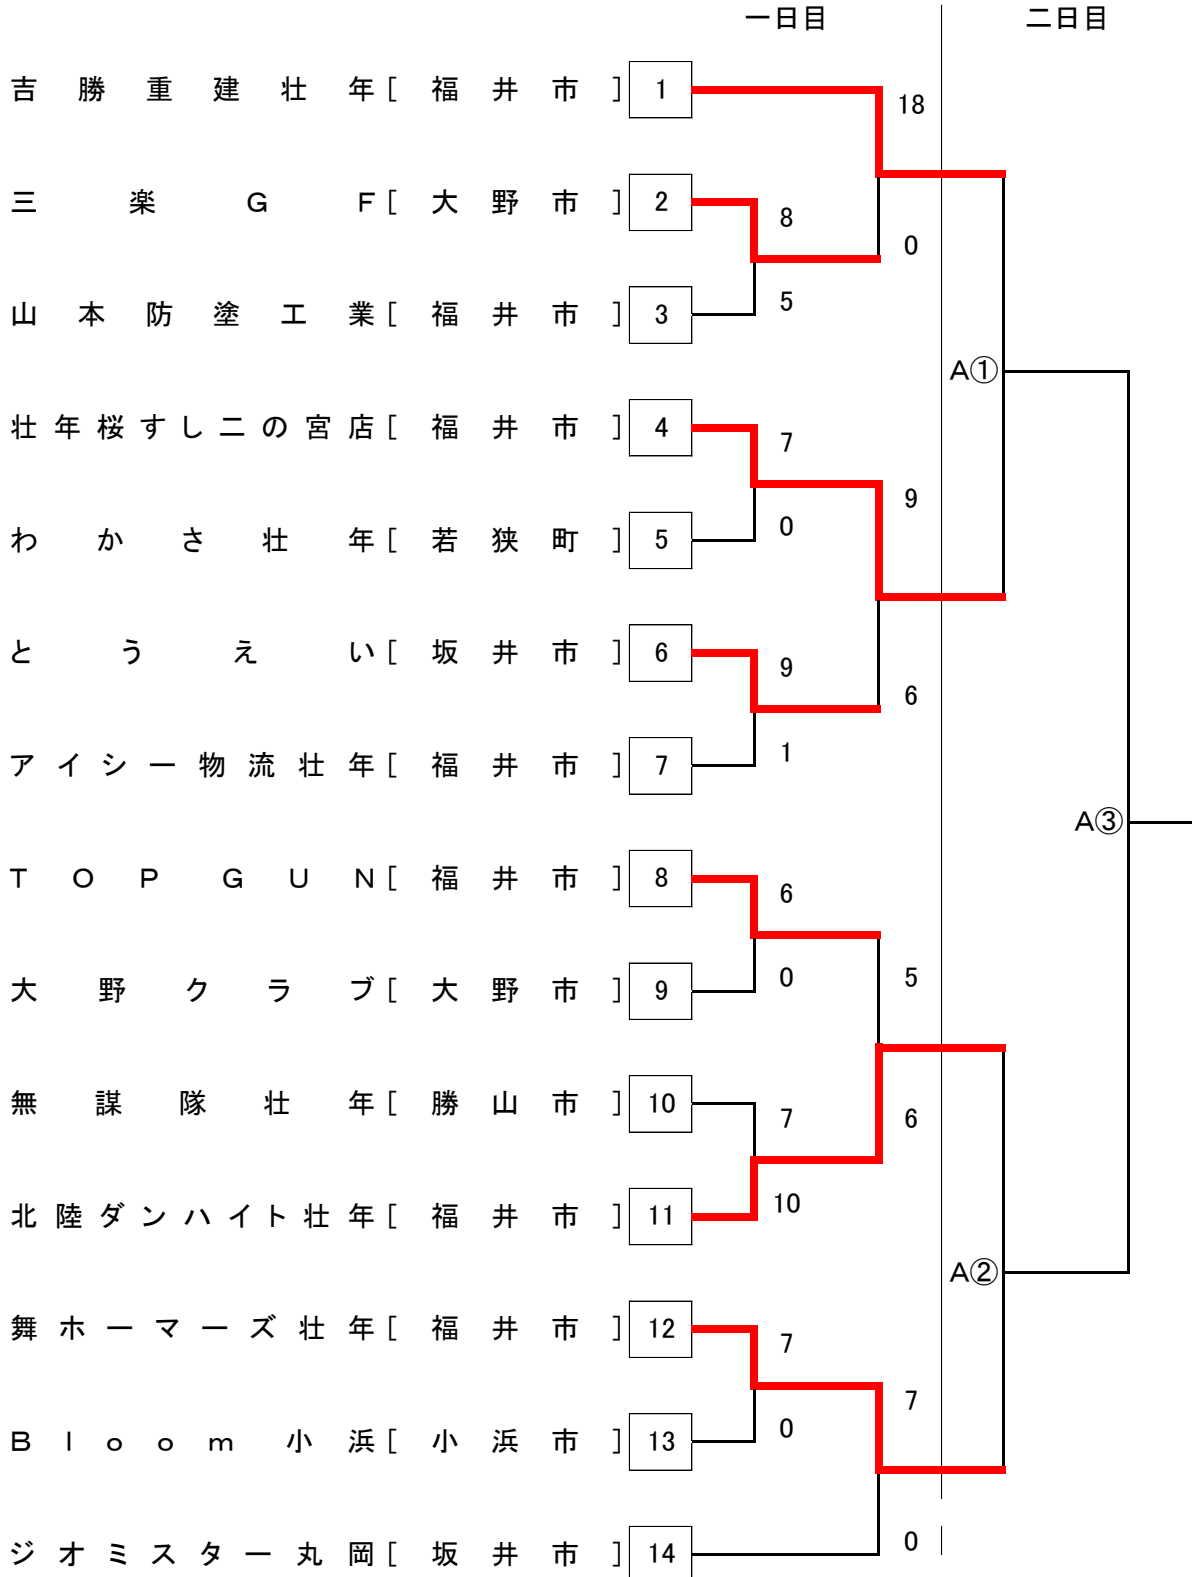 一日目 二日目
吉勝重建壮年[福井市] 1
18
三楽GF[大野市] 2
8
0
山本防塗工業[福井市] 3
5
A①
壮年桜すし二の宮店[福井市] 4
7
9
わかさ壮年[若狭町] 5
0
とうえい[坂井市] 6
9
6
アイシー物流壮年[福井市] 7
1
A③
TOP GUN[福井市] 8
6
大野クラブ[大野市] 9
0
5
無謀隊壮年[勝山市] 10
7
6
北陸ダンハイト壮年[福井市] 11
10
A②
舞ホーマーズ壮年[福井市] 12
7
7
Bloom小浜[小浜市] 13
0
ジオミスター丸岡[坂井市] 14
0